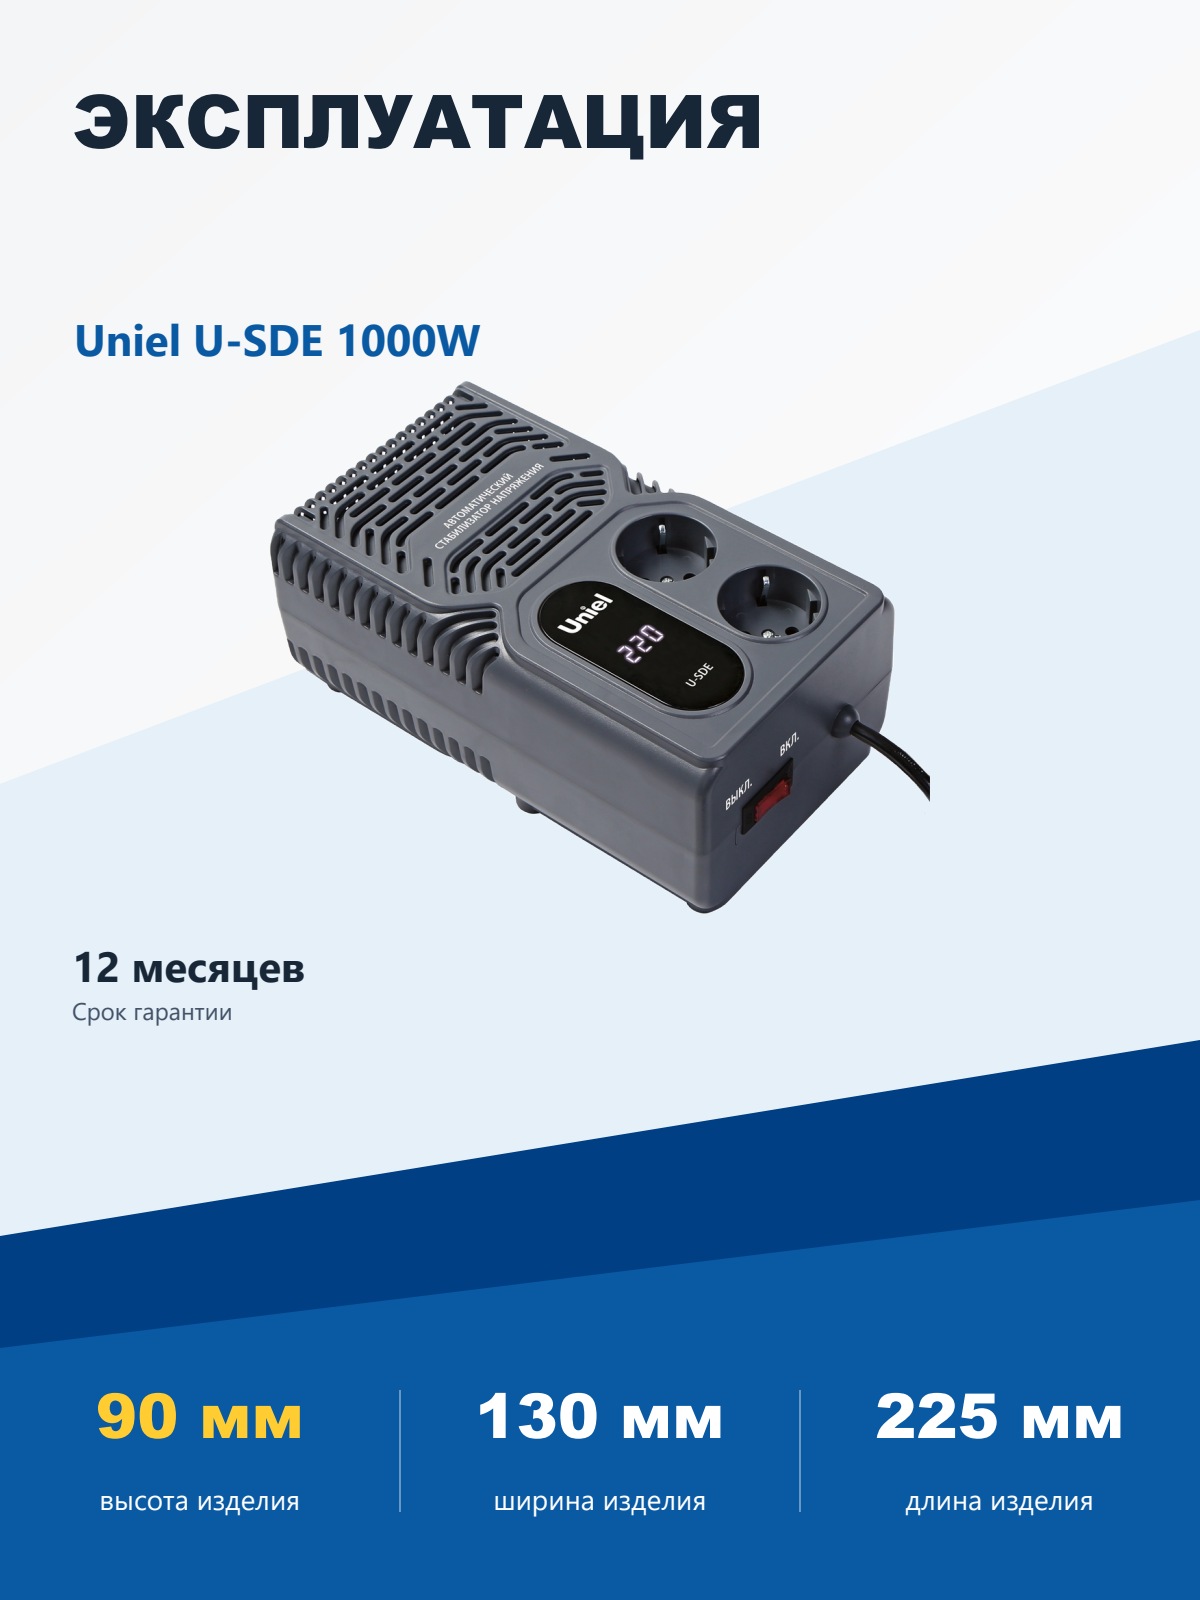 ЭКСПЛУАТАЦИЯ
Uniel U-SDE 1000W
АВТОМАТИЧЕСКИЙ
СТАБИЛИЗАТОР НАПРЯЖЕНИЯ
Uniel
220
U-SDE
ВЫКЛ.
ВКЛ.
12 месяцев
Срок гарантии
90 мм
высота изделия
130 мм
ширина изделия
225 мм
длина изделия